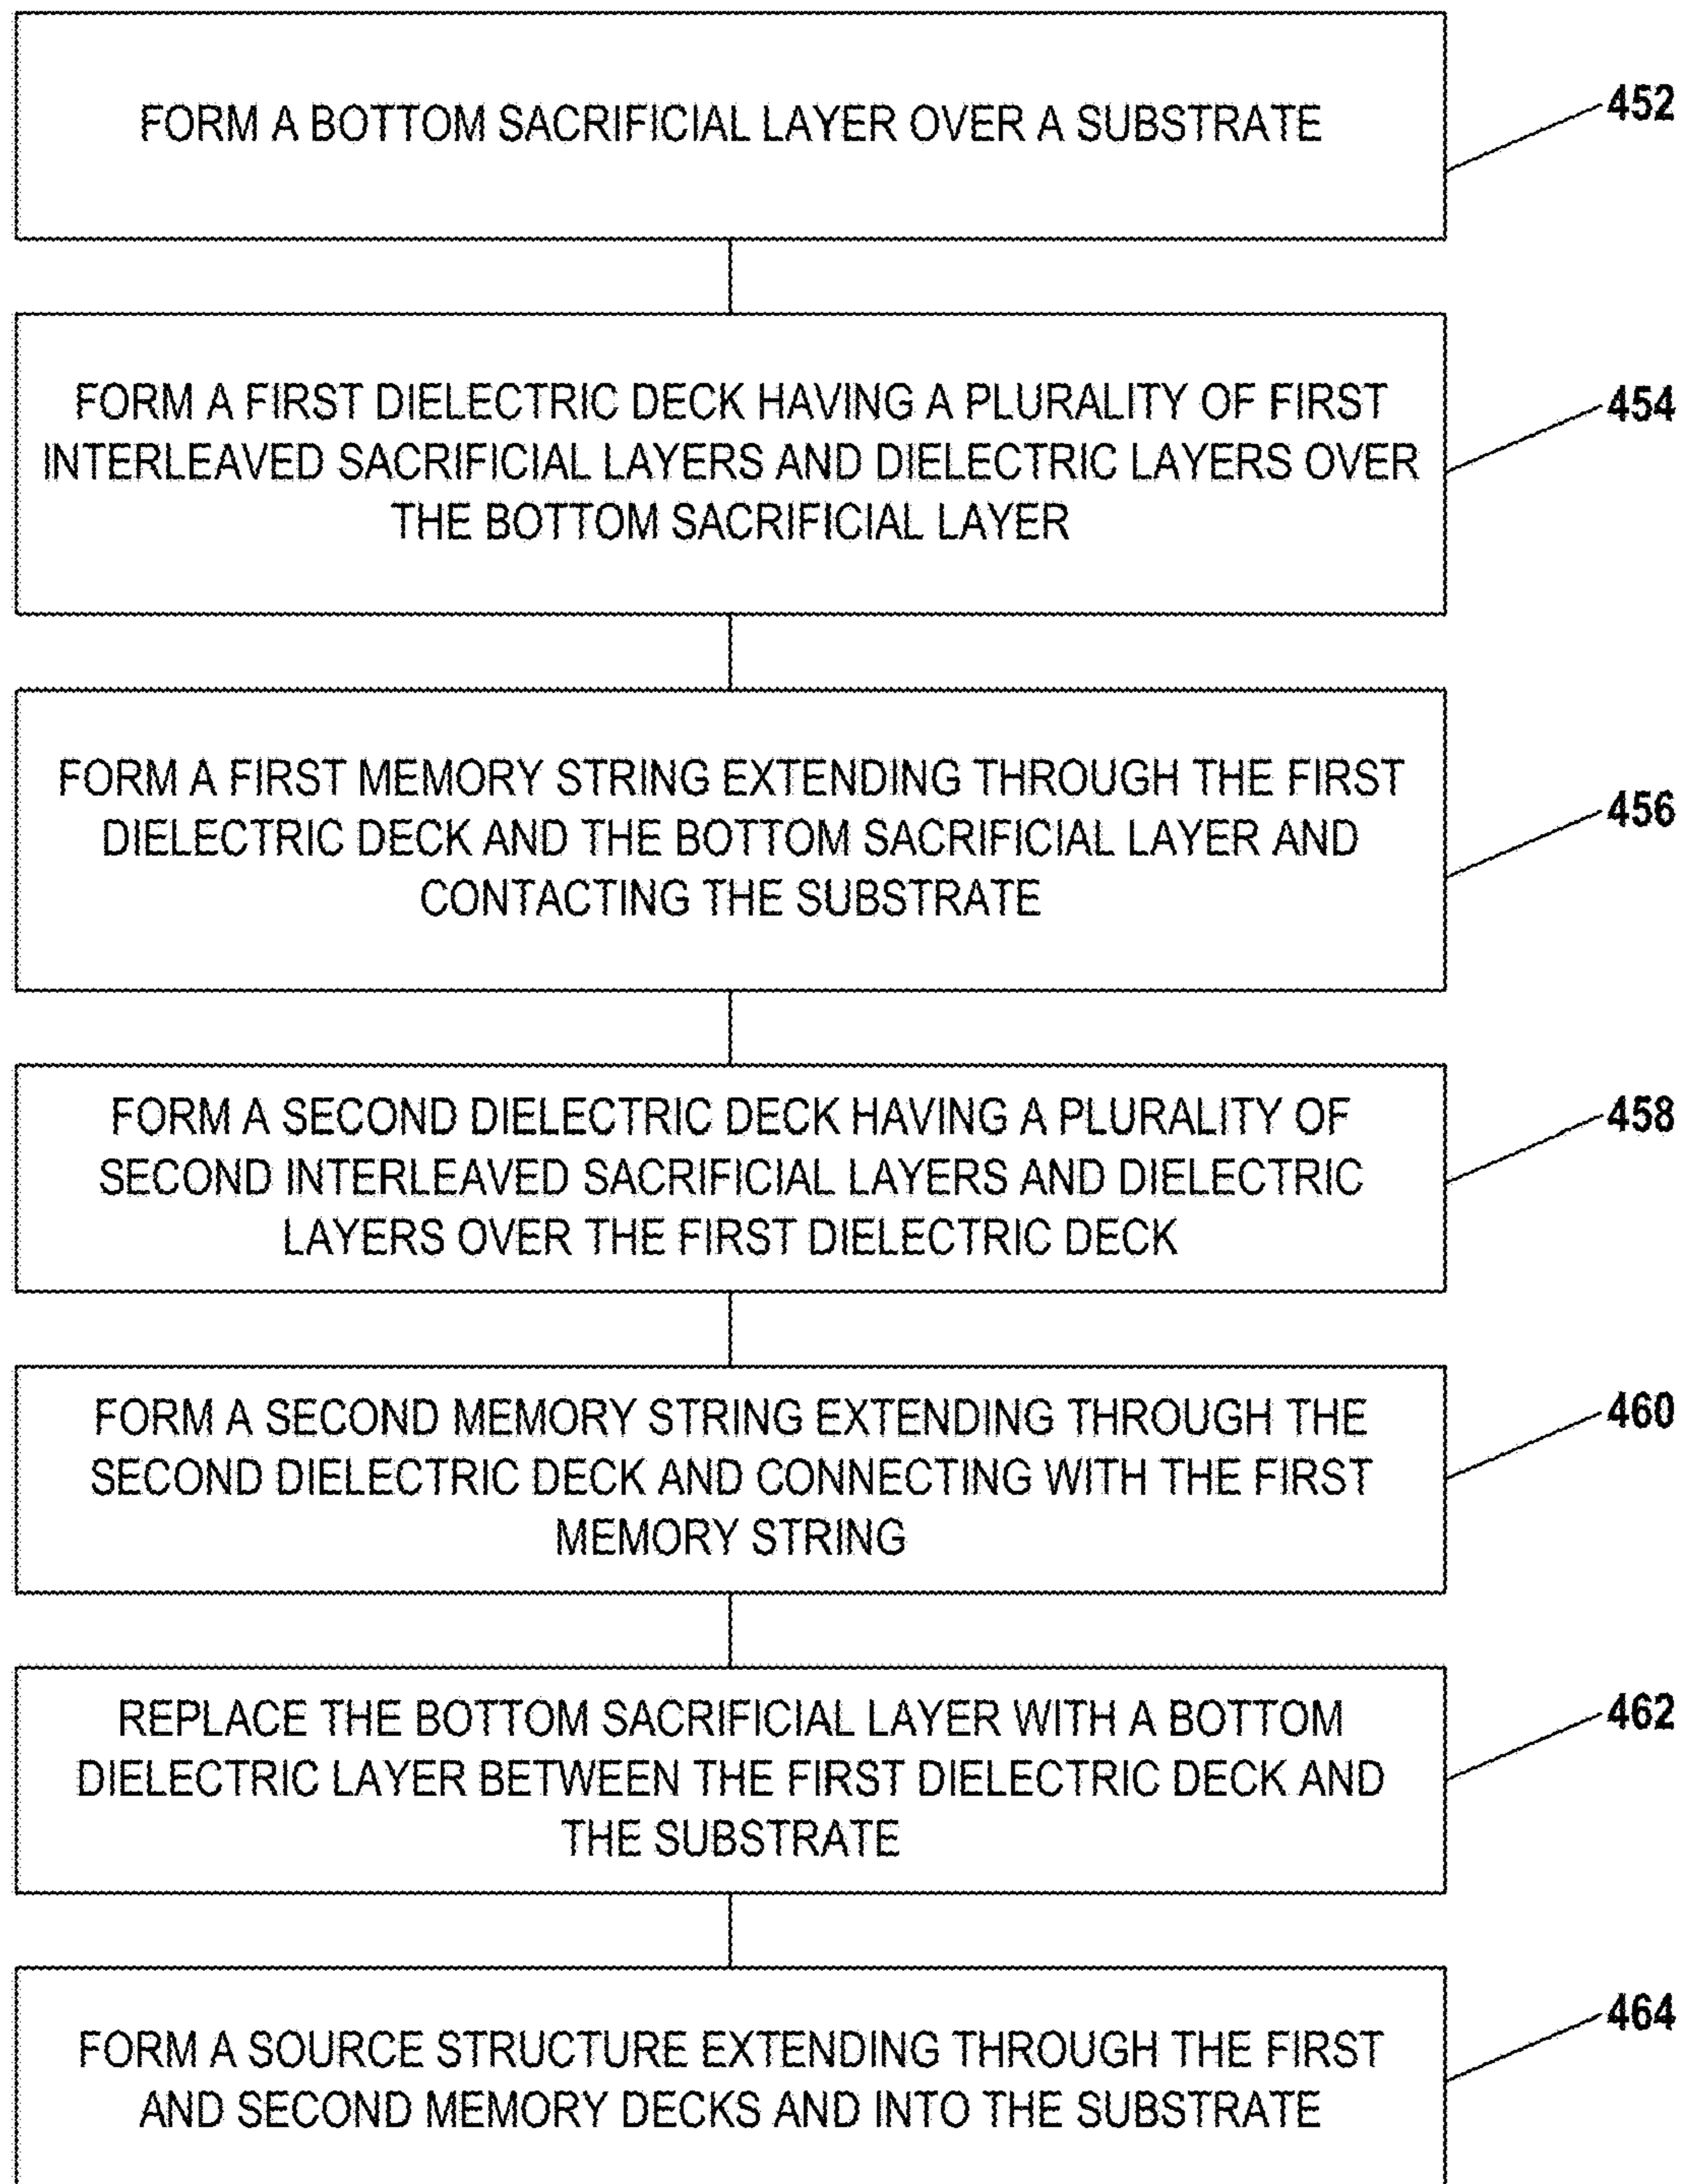 FORM A BOTTOM SACRIFICIAL LAYER OVER A SUBSTRATE
452
FORM A FIRST DIELECTRIC DECK HAVING A PLURALITY OF FIRST
INTERLEAVED SACRIFICIAL LAYERS AND DIELECTRIC LAYERS OVER
THE BOTTOM SACRIFICIAL LAYER
454
FORM A FIRST MEMORY STRING EXTENDING THROUGH THE FIRST
DIELECTRIC DECK AND THE BOTTOM SACRIFICIAL LAYER AND
CONTACTING THE SUBSTRATE
456
FORM A SECOND DIELECTRIC DECK HAVING A PLURALITY OF
SECOND INTERLEAVED SACRIFICIAL LAYERS AND DIELECTRIC
LAYERS OVER THE FIRST DIELECTRIC DECK
458
FORM A SECOND MEMORY STRING EXTENDING THROUGH THE
SECOND DIELECTRIC DECK AND CONNECTING WITH THE FIRST
MEMORY STRING
460
REPLACE THE BOTTOM SACRIFICIAL LAYER WITH A BOTTOM
DIELECTRIC LAYER BETWEEN THE FIRST DIELECTRIC DECK AND
THE SUBSTRATE
462
FORM A SOURCE STRUCTURE EXTENDING THROUGH THE FIRST
AND SECOND MEMORY DECKS AND INTO THE SUBSTRATE
464